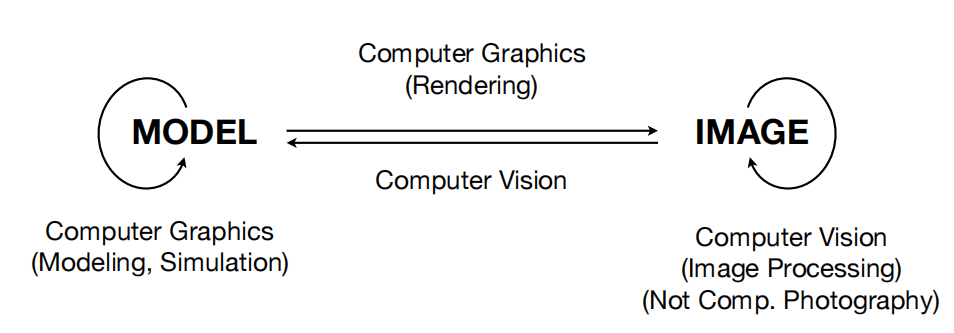 Computer Graphics
(Rendering)
MODEL
IMAGE
Computer Vision
Computer Graphics
(Modeling, Simulation)
Computer Vision
(Image Processing)
(Not Comp. Photography)